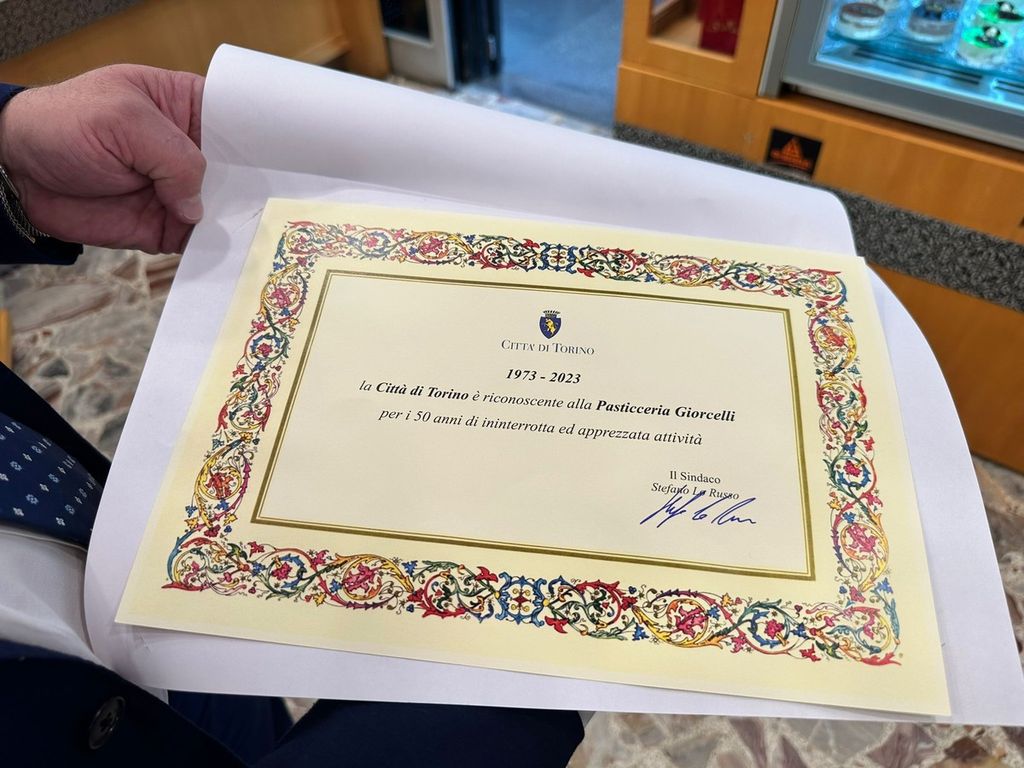 CITTA' DI TORINO
1973 - 2023
la Città di Torino è riconoscente alla Pasticceria Giorcelli
per i 50 anni di ininterrotta ed apprezzata attività
Il Sindaco
Stefano Lo Russo